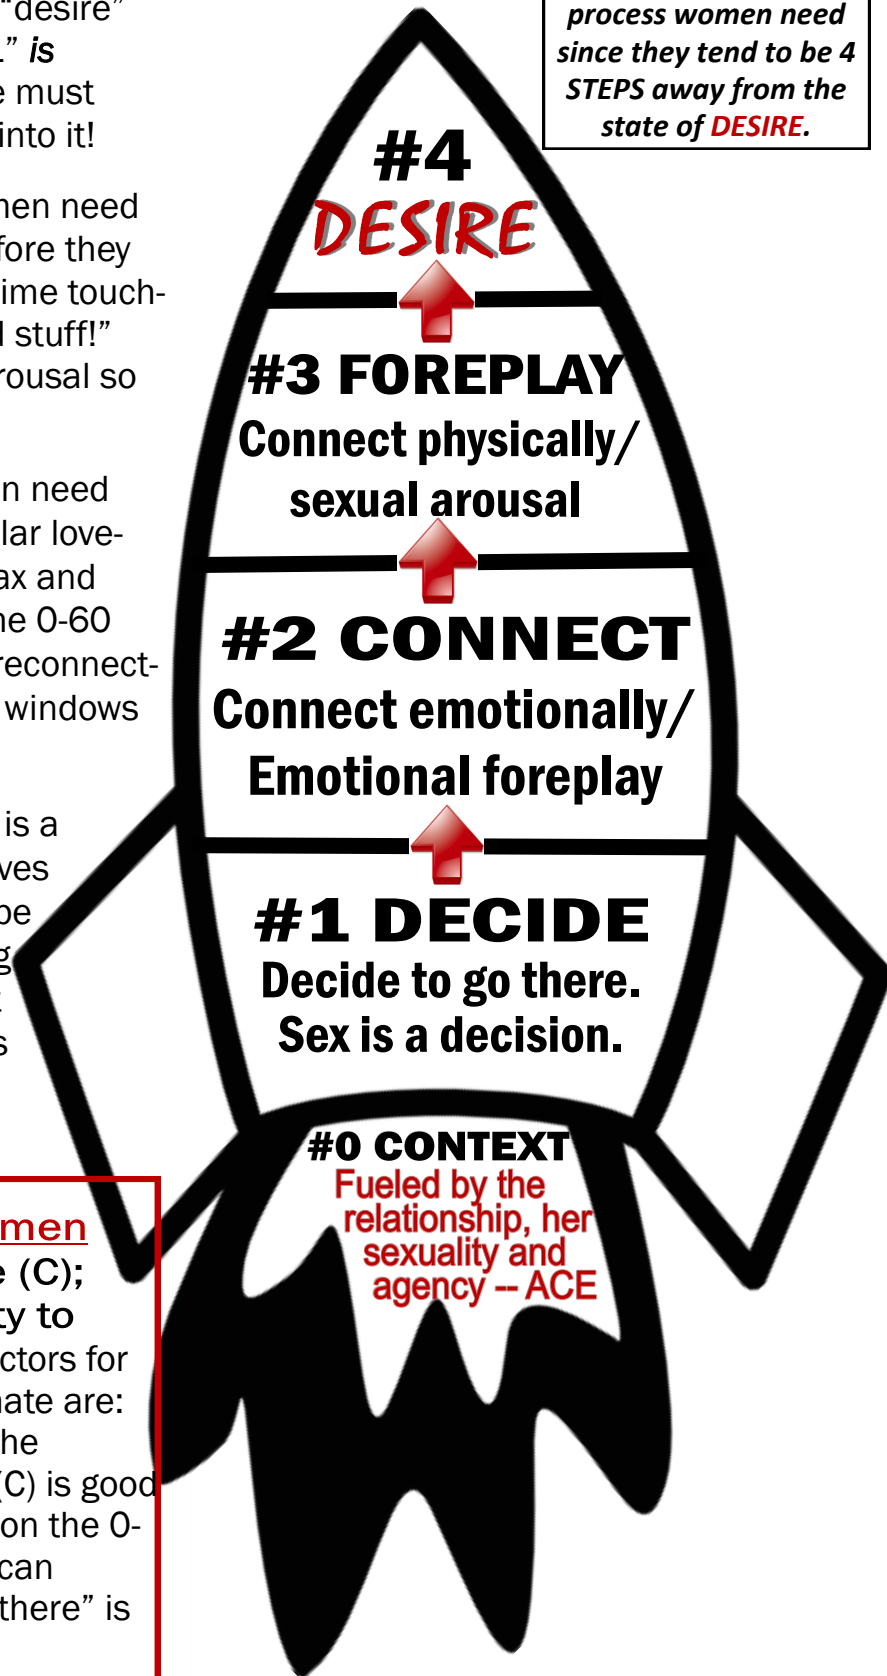 “desire”
.” is
e must
into it!
men need
fore they
time touch-
d stuff!”
rousal so
n need
lar love-
ax and
he 0-60
reconnect-
windows
is a
ves
be
g
s
process women need
since they tend to be 4
STEPS away from the
state of DESIRE.
#4
DESIRE
#3 FOREPLAY
Connect physically/
sexual arousal
#2 CONNECT
Connect emotionally/
Emotional foreplay
#1 DECIDE
Decide to go there.
Sex is a decision.
#0 CONTEXT
Fueled by the
relationship, her
sexuality and
agency -- ACE
men
e (C);
ty to
ctors for
nate are:
he
(C) is good
on the 0-
can
there” is